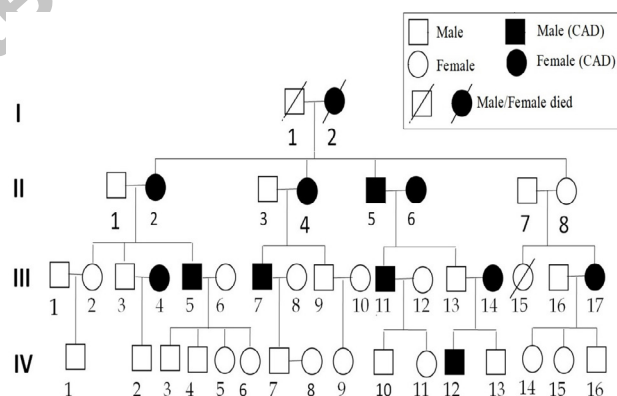 Male
Male (CAD)
Female
Female (CAD)
Male/Female died
I
1 2
II
1 2 3 4 5 6 7 8
III
1 2 3 4 5 6 7 8 9 10 11 12 13 14 15 16 17
IV
1 2 3 4 5 6 7 8 9 10 11 12 13 14 15 16